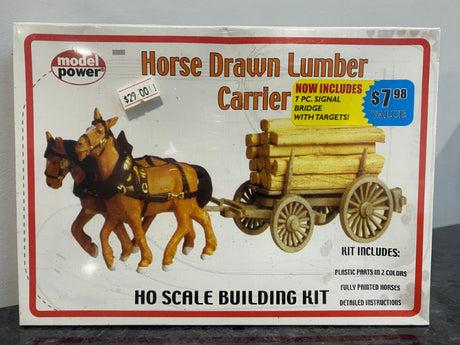 model
power
Horse Drawn Lumber
Carrier
$29.00
NOW INCLUDES
7 PC. SIGNAL
BRIDGE
WITH TARGETS!
$7.98
VALUE
KIT INCLUDES:
PLASTIC PARTS IN 2 COLORS
FULLY PAINTED HORSES
DETAILED INSTRUCTIONS
HO SCALE BUILDING KIT